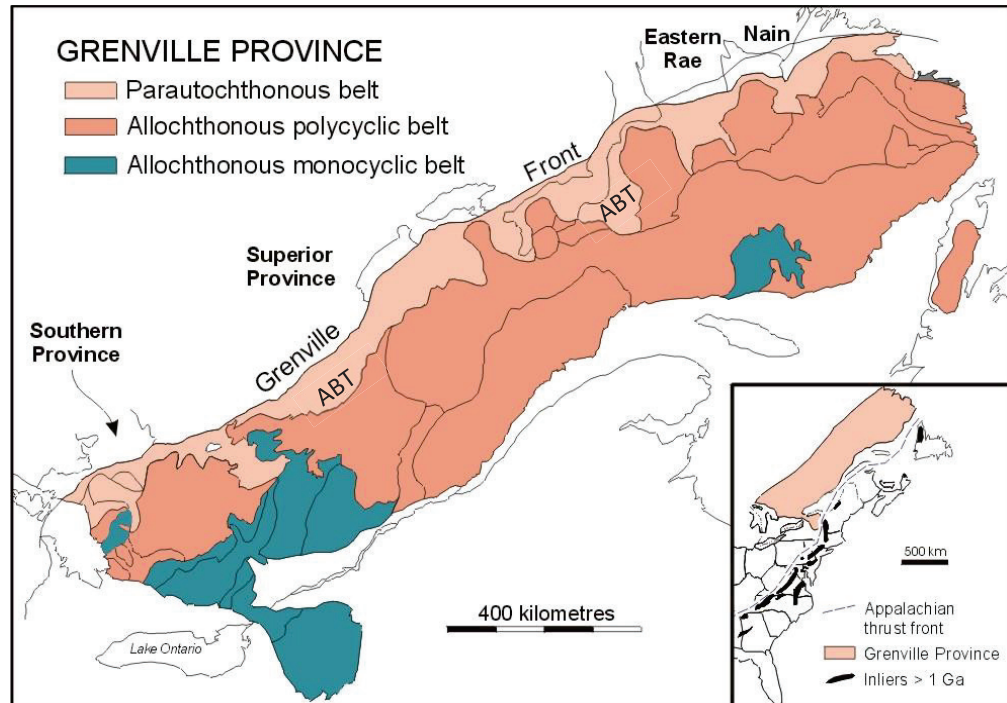 GRENVILLE PROVINCE
Parautochthonous belt
Allochthonous polycyclic belt
Allochthonous monocyclic belt
Eastern
Rae
Nain
Front
ABT
Superior
Province
Southern
Province
Grenville
ABT
400 kilometres
Lake Ontario
500 km
Appalachian
thrust front
Grenville Province
Inliers > 1 Ga